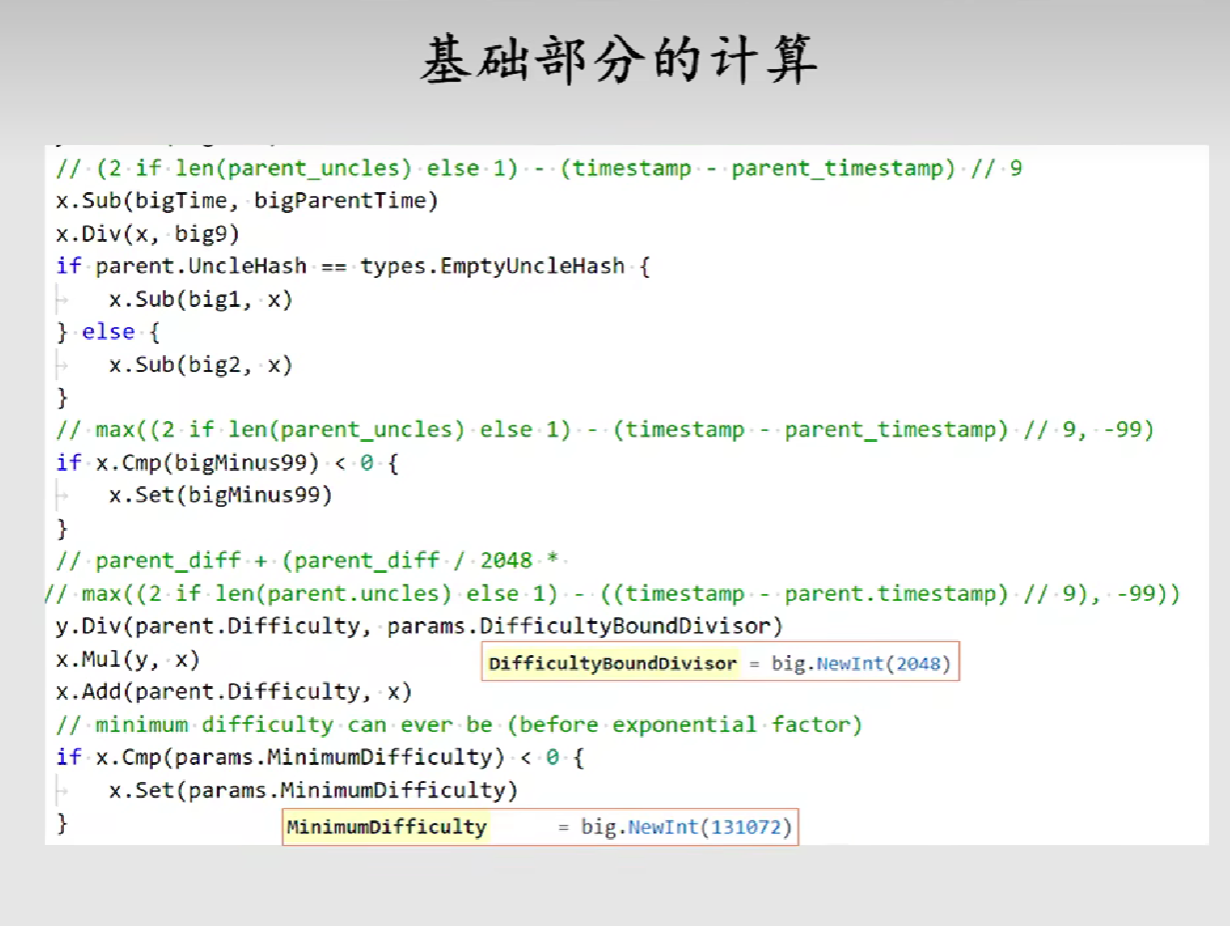 基础部分的计算
// (2 if len(parent_uncles) else 1) - (timestamp - parent_timestamp) // 9
x.Sub(bigTime, bigParentTime)
x.Div(x, big9)
if parent.UncleHash == types.EmptyUncleHash {
x.Sub(big1, x)
} else {
x.Sub(big2, x)
}
// max((2 if len(parent_uncles) else 1) - (timestamp - parent_timestamp) // 9, -99)
if x.Cmp(bigMinus99) < 0 {
x.Set(bigMinus99)
}
// parent_diff + (parent_diff / 2048 *
// max((2 if len(parent.uncles) else 1) - ((timestamp - parent.timestamp) // 9), -99))
y.Div(parent.Difficulty, params.DifficultyBoundDivisor)
x.Mul(y, x)
DifficultyBoundDivisor = big.NewInt(2048)
x.Add(parent.Difficulty, x)
// minimum difficulty can ever be (before exponential factor)
if x.Cmp(params.MinimumDifficulty) < 0 {
x.Set(params.MinimumDifficulty)
}
MinimumDifficulty = big.NewInt(131072)